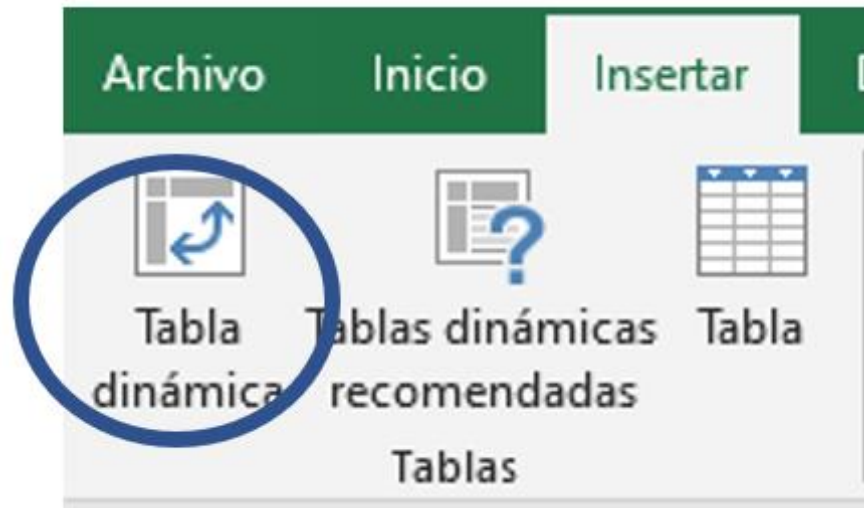 Archivo Inicio Insertar
Tabla dinámica
Tablas dinámicas recomendadas
Tabla
Tablas